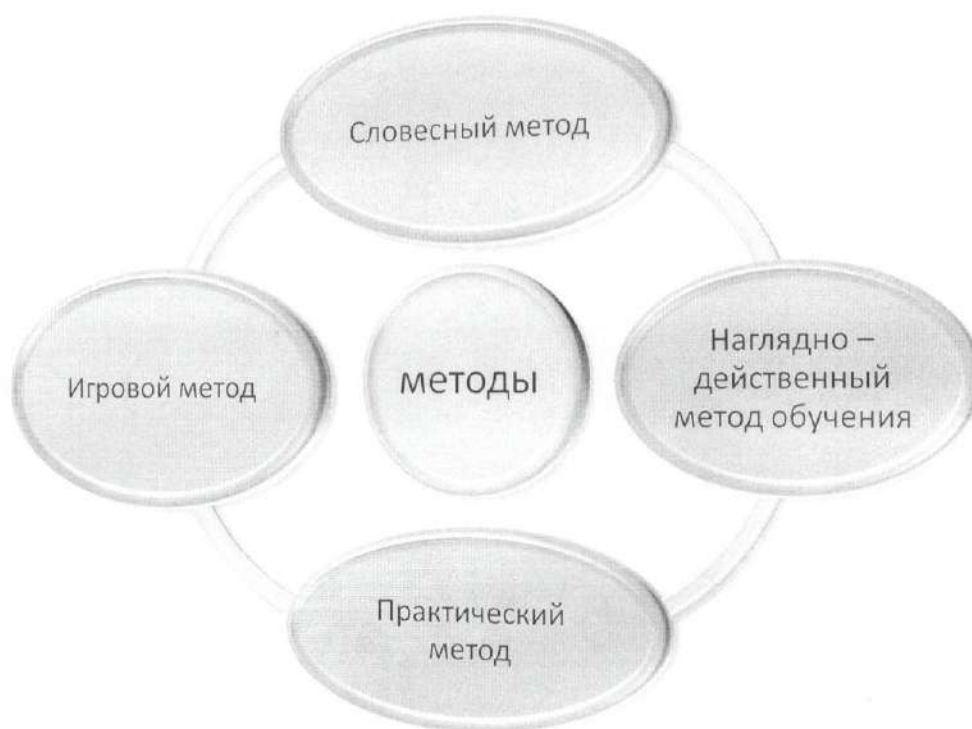 Словесный метод
Игровой метод
методы
Наглядно –
действенный
метод обучения
Практический
метод